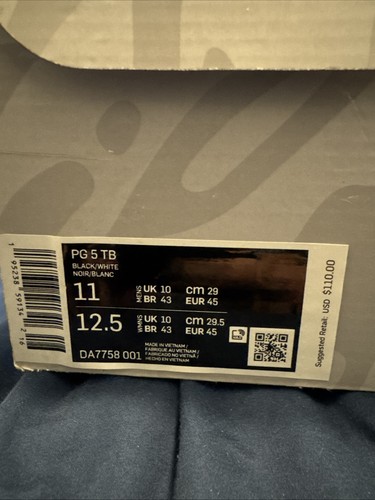 PG 5 TB
BLACK/WHITE
NOIR/BLANC
11 MENS UK 10 cm 29
BR 43 EUR 45
12.5 WMNS UK 10 cm 29.5
BR 43 EUR 45
DA7758 001
MADE IN VIETNAM /
FABRIQUE AU VIETNAM /
FABRICADO NO VIETNÃ /
HECHO EN VIETNAM
Suggested Retail: USD $110.00